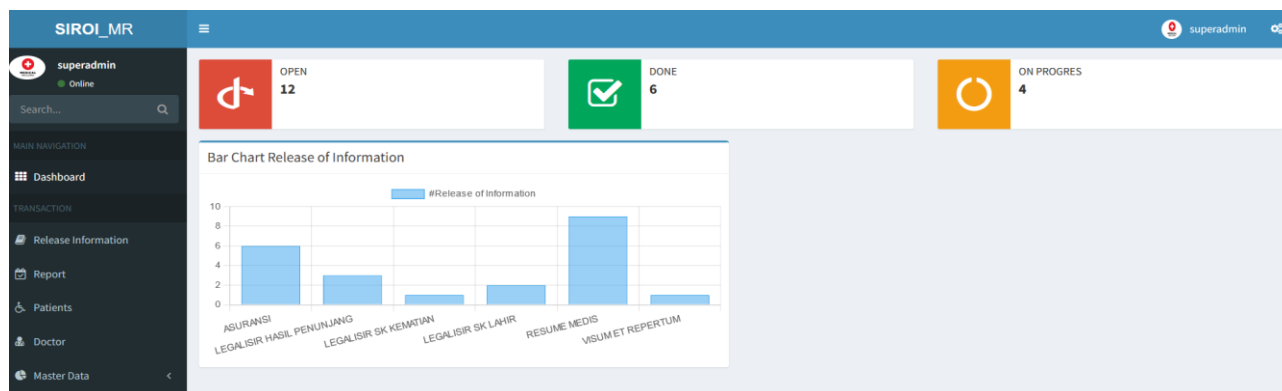 SIROI_MR
superadmin
superadmin
Online
Search...
MAIN NAVIGATION
Dashboard
TRANSACTION
Release Information
Report
Patients
Doctor
Master Data
OPEN
12
DONE
6
ON PROGRES
4
Bar Chart Release of Information
#Release of Information
10
8
6
4
2
0
ASURANSI
LEGALISIR HASIL PENUNJANG
LEGALISIR SK KEMATIAN
LEGALISIR SK LAHIR
RESUME MEDIS
VISUM ET REPERTUM